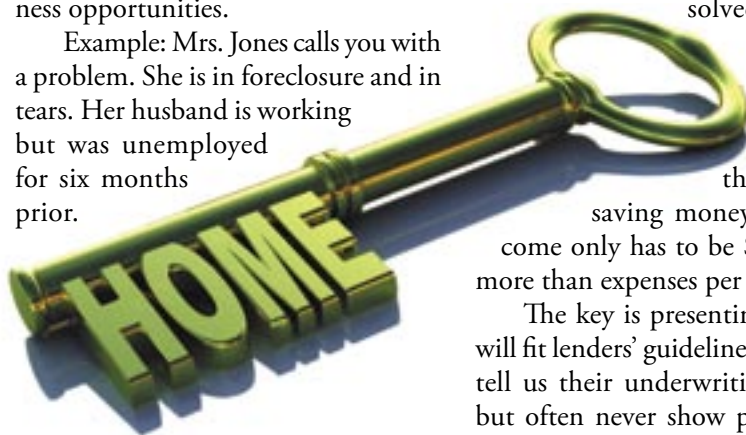 ness opportunities.
Example: Mrs. Jones calls you with
a problem. She is in foreclosure and in
tears. Her husband is working
but was unemployed
for six months
prior.
HOME
solved
th
saving money
come only has to be
more than expenses per
The key is presentin
will fit lenders' guideline
tell us their underwriti
but often never show p